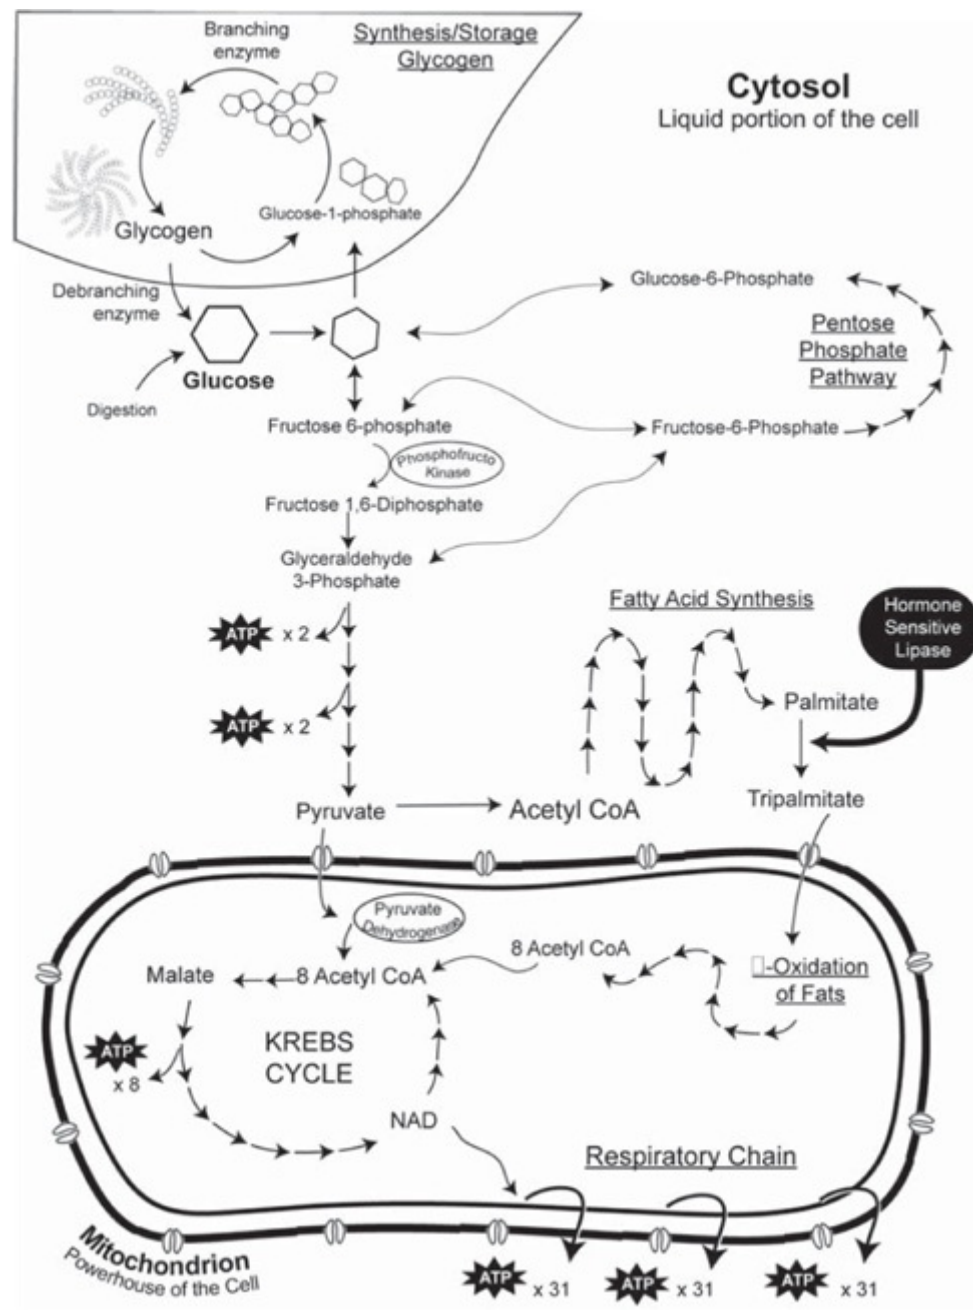 Branching
enzyme
Synthesis/Storage
Glycogen
Cytosol
Liquid portion of the cell
Glucose-1-phosphate
Glycogen
Debranching
enzyme
Glucose
Digestion
Glucose-6-Phosphate
Pentose
Phosphate
Pathway
Fructose 6-phosphate
Fructose-6-Phosphate
Phosphofructo
Kinase
Fructose 1,6-Diphosphate
Glyceraldehyde
3-Phosphate
ATP x 2
ATP x 2
Fatty Acid Synthesis
Hormone
Sensitive
Lipase
Palmitate
Tripalmitate
Pyruvate
Acetyl CoA
Pyruvate
Dehydrogenase
8 Acetyl CoA
8 Acetyl CoA
Malate
▯-Oxidation
of Fats
KREBS
CYCLE
ATP
x 8
NAD
Respiratory Chain
Mitochondrion
Powerhouse of the Cell
ATP x 31
ATP x 31
ATP x 31